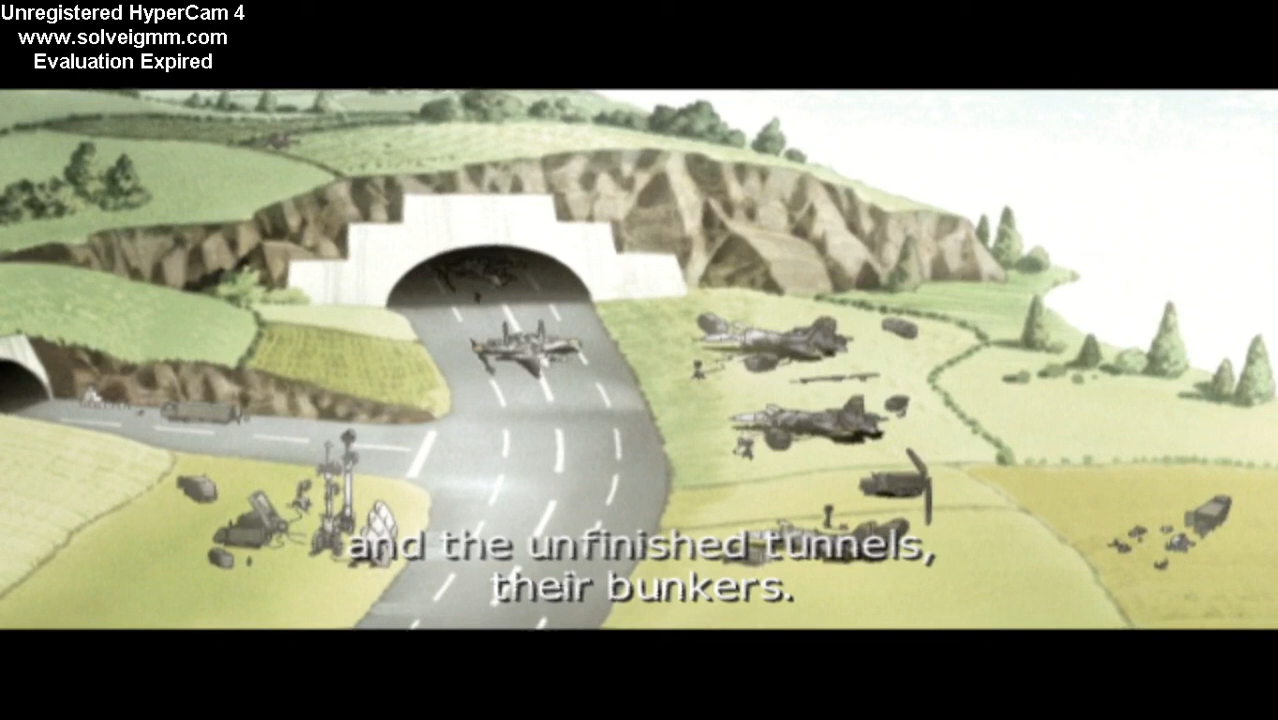 Unregistered HyperCam 4
www.solveigmm.com
Evaluation Expired
and the unfinished tunnels,
their bunkers.